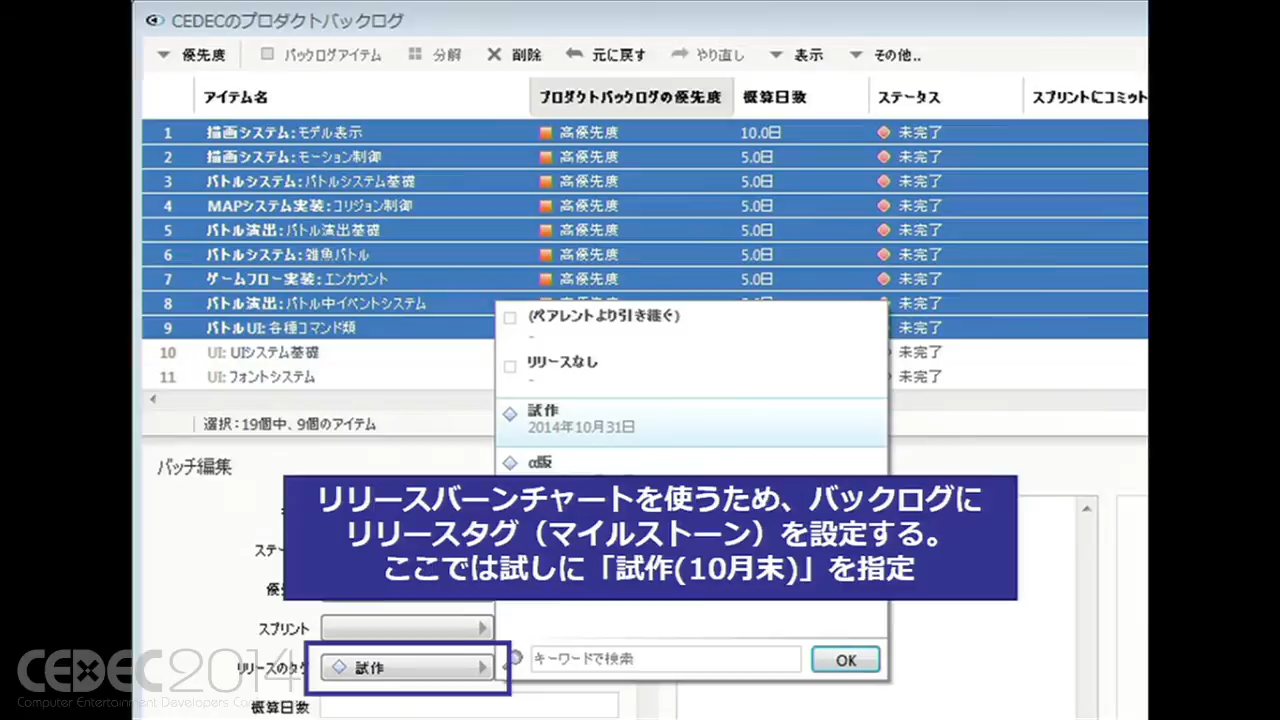 CEDECのプロダクトバックログ
優先度 バックログアイテム 分解 削除 元に戻す やり直し 表示 その他..
アイテム名 プロダクトバックログの優先度 概算日数 ステータス スプリントにコミット
1 描画システム:モデル表示 高優先度 10.0日 未完了
2 描画システム:モーション制御 高優先度 5.0日 未完了
3 バトルシステム:バトルシステム基礎 高優先度 5.0日 未完了
4 MAPシステム実装:コリジョン制御 高優先度 5.0日 未完了
5 バトル演出:バトル演出基礎 高優先度 5.0日 未完了
6 バトルシステム:雑魚バトル 高優先度 5.0日 未完了
7 ゲームフロー実装:エンカウント 高優先度 5.0日 未完了
8 バトル演出:バトル中イベントシステム 未完了
9 バトルUI:各種コマンド類 未完了
10 UI: UIシステム基礎 未完了
11 UI:フォントシステム 未完了
(ペアレントより引き継ぐ)
-
リリースなし
-
試作
2014年10月31日
α版
選択:19個中、9個のアイテム
バッチ編集
リリースバーンチャートを使うため、バックログに
リリースタグ（マイルストーン）を設定する。
ここでは試しに「試作(10月末)」を指定
ステー
優
スプリント
リリースのタグ 試作
キーワードで検索 OK
概算日数
CEDEC2014
Computer Entertainment Developers Con